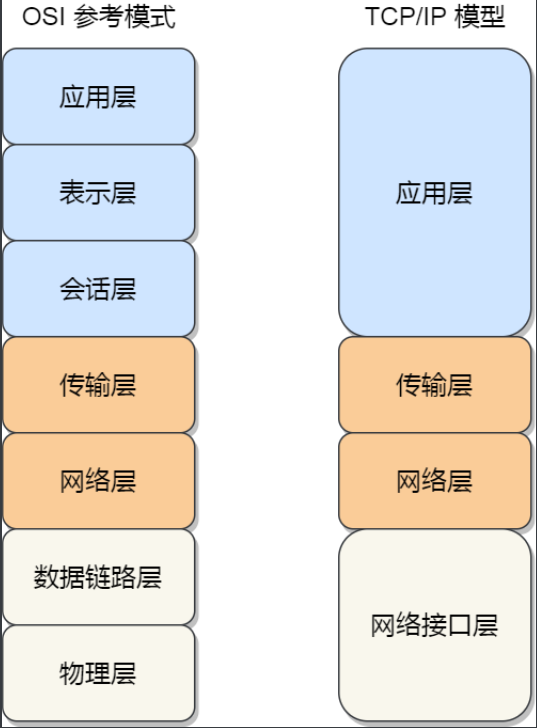 OSI 参考模式
应用层
表示层
会话层
传输层
网络层
数据链路层
物理层
TCP/IP 模型
应用层
传输层
网络层
网络接口层